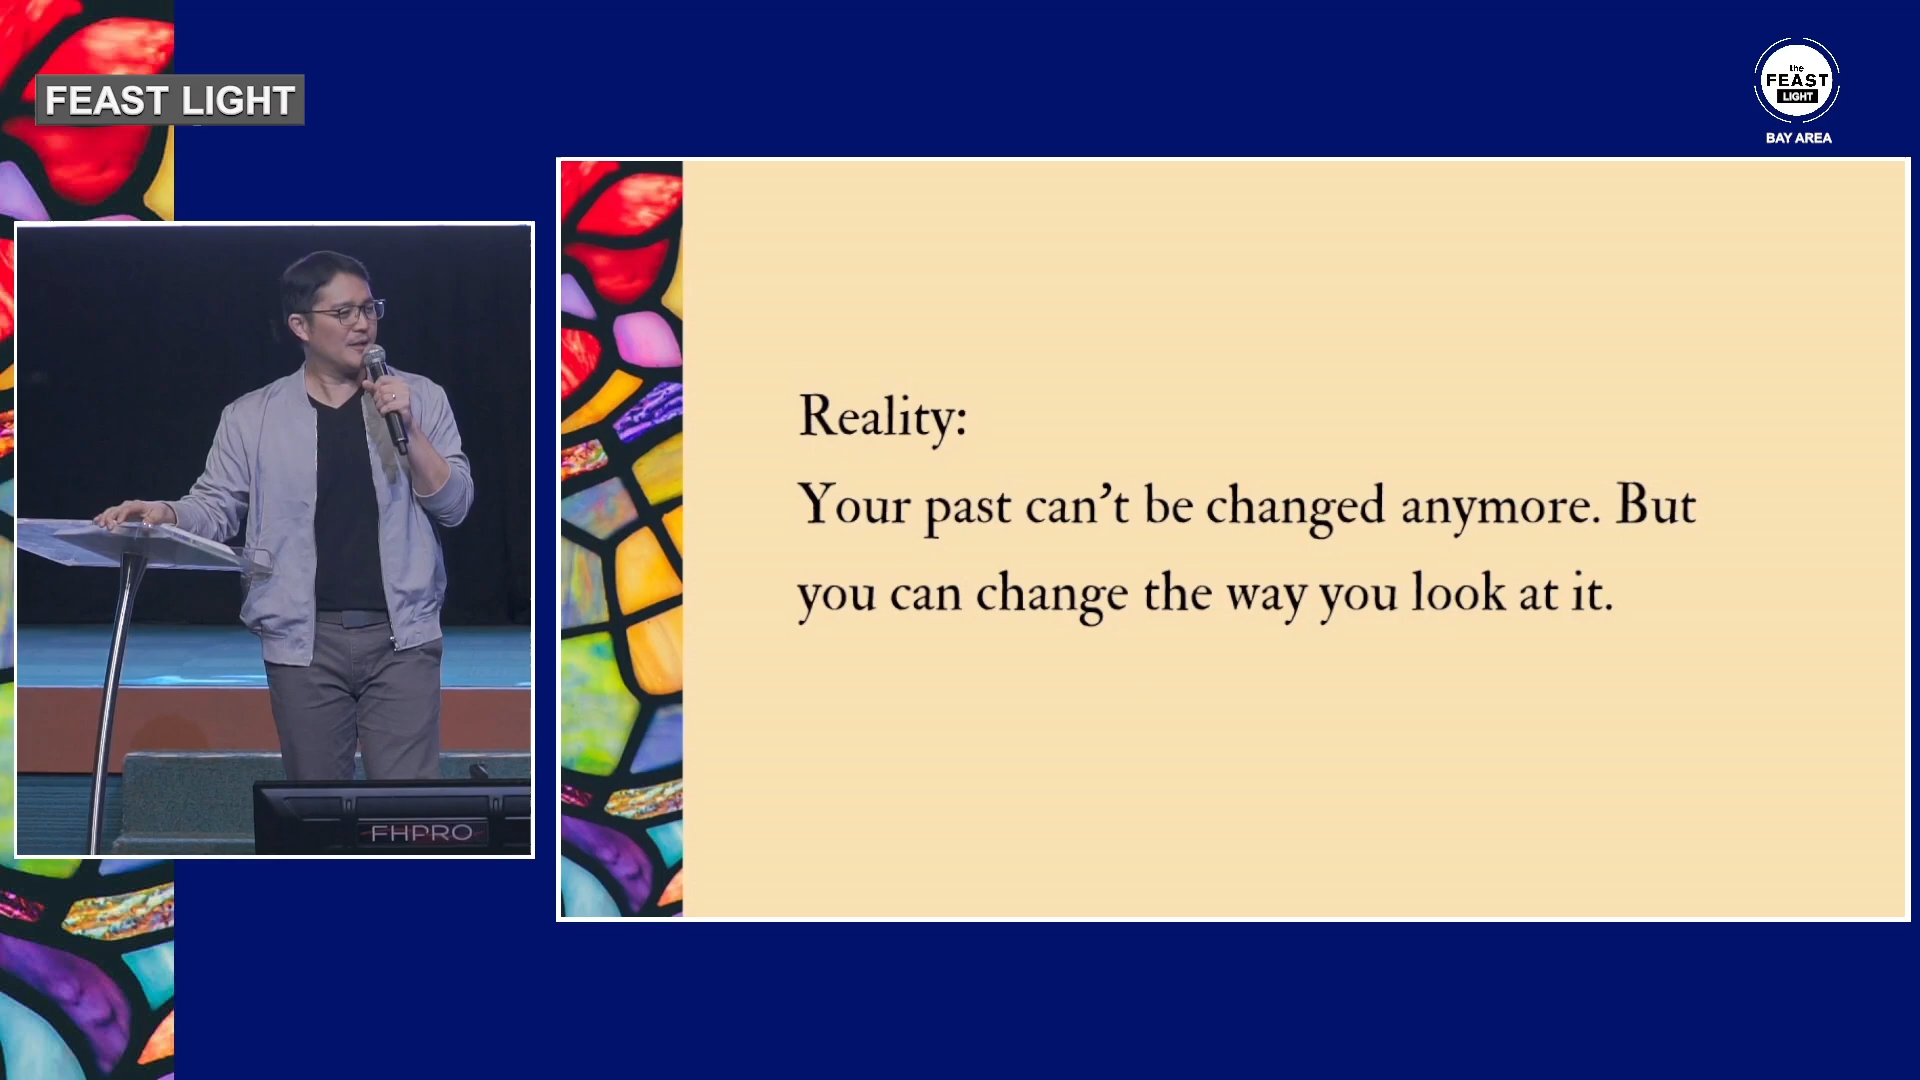 FEAST LIGHT
the
FEAST
LIGHT
BAY AREA
Reality:
Your past can’t be changed anymore. But
you can change the way you look at it.
FHPRO